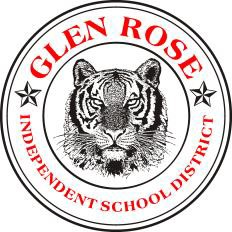 GLEN ROSE
INDEPENDENT SCHOOL DISTRICT